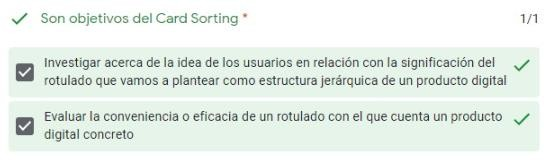 Son objetivos del Card Sorting * 1/1
Investigar acerca de la idea de los usuarios en relación con la significación del
rotulado que vamos a plantear como estructura jerárquica de un producto digital
Evaluar la conveniencia o eficacia de un rotulado con el que cuenta un producto
digital concreto